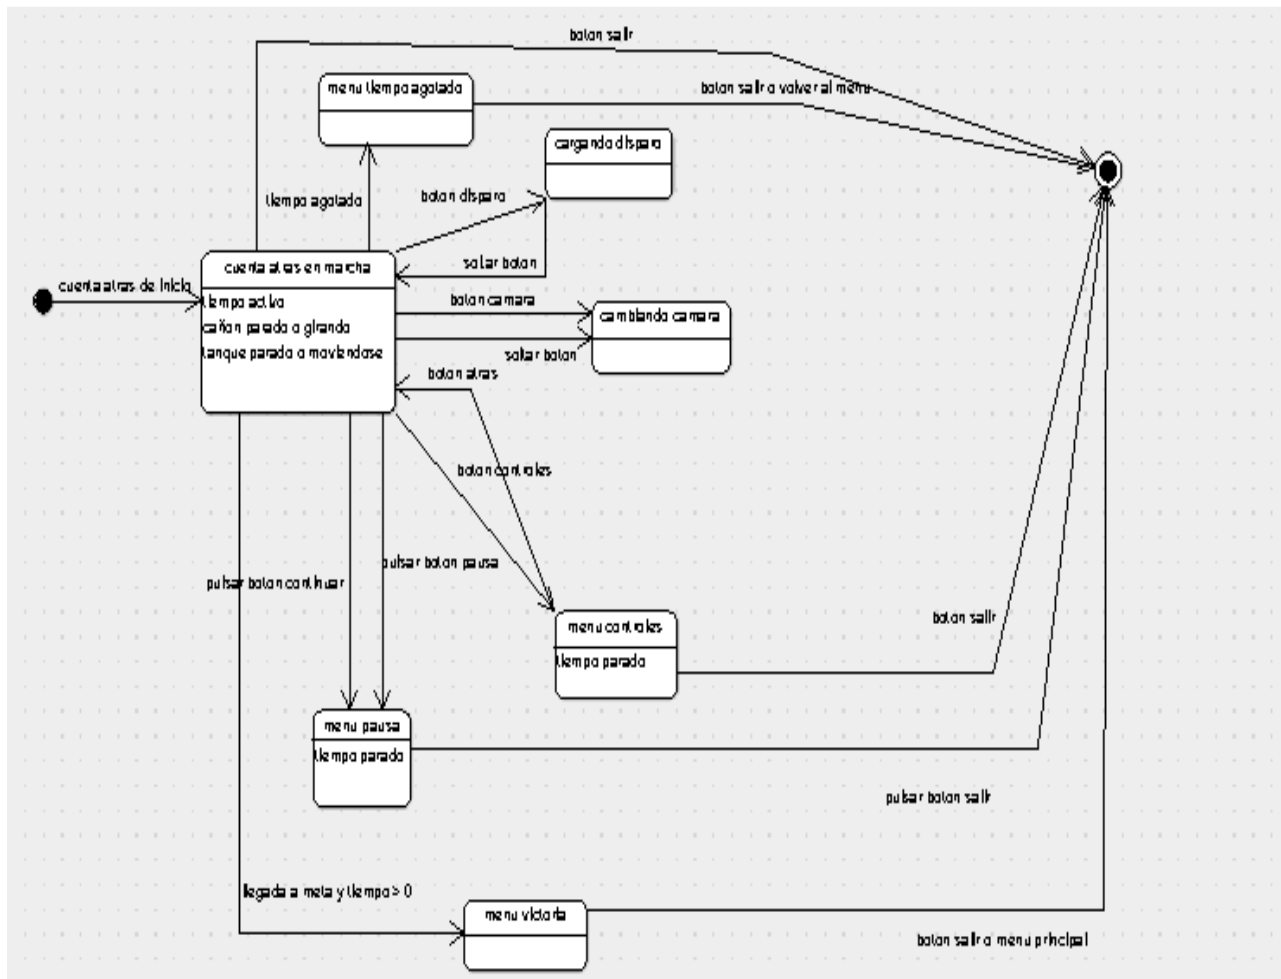 boton salir
menu tiempo agotado
boton salir o volver al menu
cargando disparo
tiempo agotado
boton disparo
soltar boton
cuenta atras en marcha
cuenta atras de inicio
tiempo activo
cañon parado o girando
tanque parado o moviendose
boton camara
cambiando camara
soltar boton
boton atras
boton controles
pulsar boton continuar
pulsar boton pausa
menu controles
tiempo parado
boton salir
menu pausa
tiempo parado
pulsar boton salir
llegada a meta y tiempo > 0
menu victoria
boton salir o menu principal